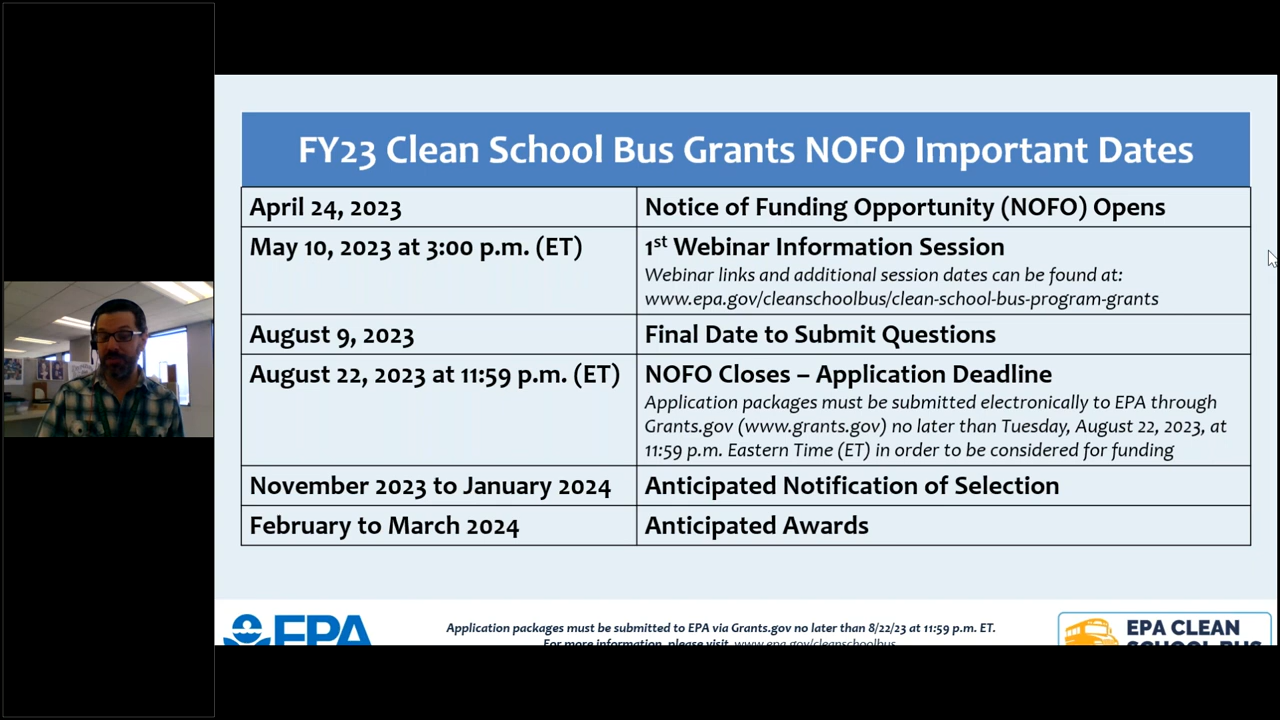 FY23 Clean School Bus Grants NOFO Important Dates
April 24, 2023
Notice of Funding Opportunity (NOFO) Opens
May 10, 2023 at 3:00 p.m. (ET)
1st Webinar Information Session
Webinar links and additional session dates can be found at:
www.epa.gov/cleanschoolbus/clean-school-bus-program-grants
August 9, 2023
Final Date to Submit Questions
August 22, 2023 at 11:59 p.m. (ET)
NOFO Closes – Application Deadline
Application packages must be submitted electronically to EPA through
Grants.gov (www.grants.gov) no later than Tuesday, August 22, 2023, at
11:59 p.m. Eastern Time (ET) in order to be considered for funding
November 2023 to January 2024
Anticipated Notification of Selection
February to March 2024
Anticipated Awards
EPA
Application packages must be submitted to EPA via Grants.gov no later than 8/22/23 at 11:59 p.m. ET.
For more information, please visit www.epa.gov/cleanschoolbus
EPA CLEAN
SCHOOL BUS